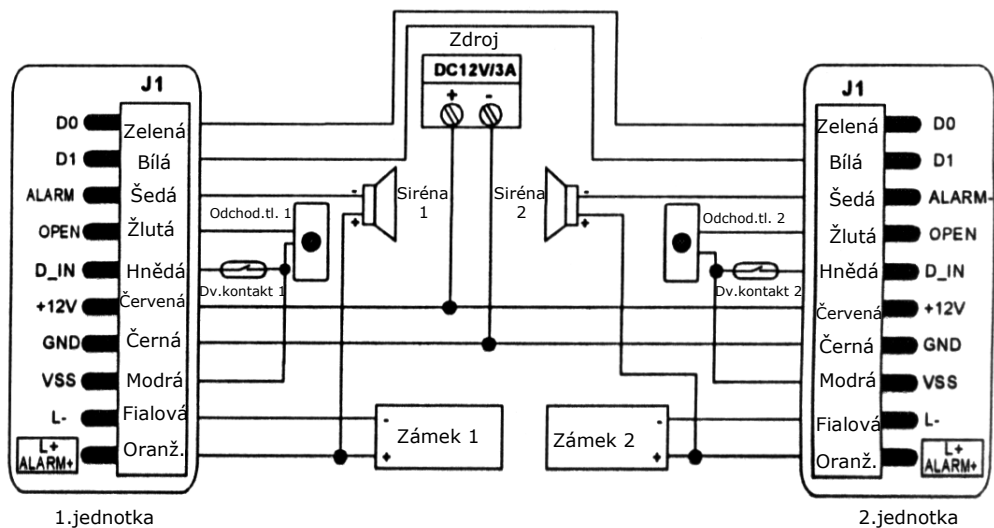 Zdroj
DC12V/3A
+ -
J1
D0 Zelená
D1 Bílá
ALARM Šedá
OPEN Žlutá
D_IN Hnědá
+12V Červená
GND Černá
VSS Modrá
L- Fialová
L+
ALARM+ Oranž.
1.jednotka
-
Siréna
1
+
Odchod.tl. 1
Dv.kontakt 1
-
Zámek 1
+
Siréna
2
-
+
Odchod.tl. 2
Dv.kontakt 2
-
Zámek 2
+
J1
Zelená D0
Bílá D1
Šedá ALARM-
Žlutá OPEN
Hnědá D_IN
Červená +12V
Černá GND
Modrá VSS
Fialová L-
Oranž. L+
ALARM+
2.jednotka